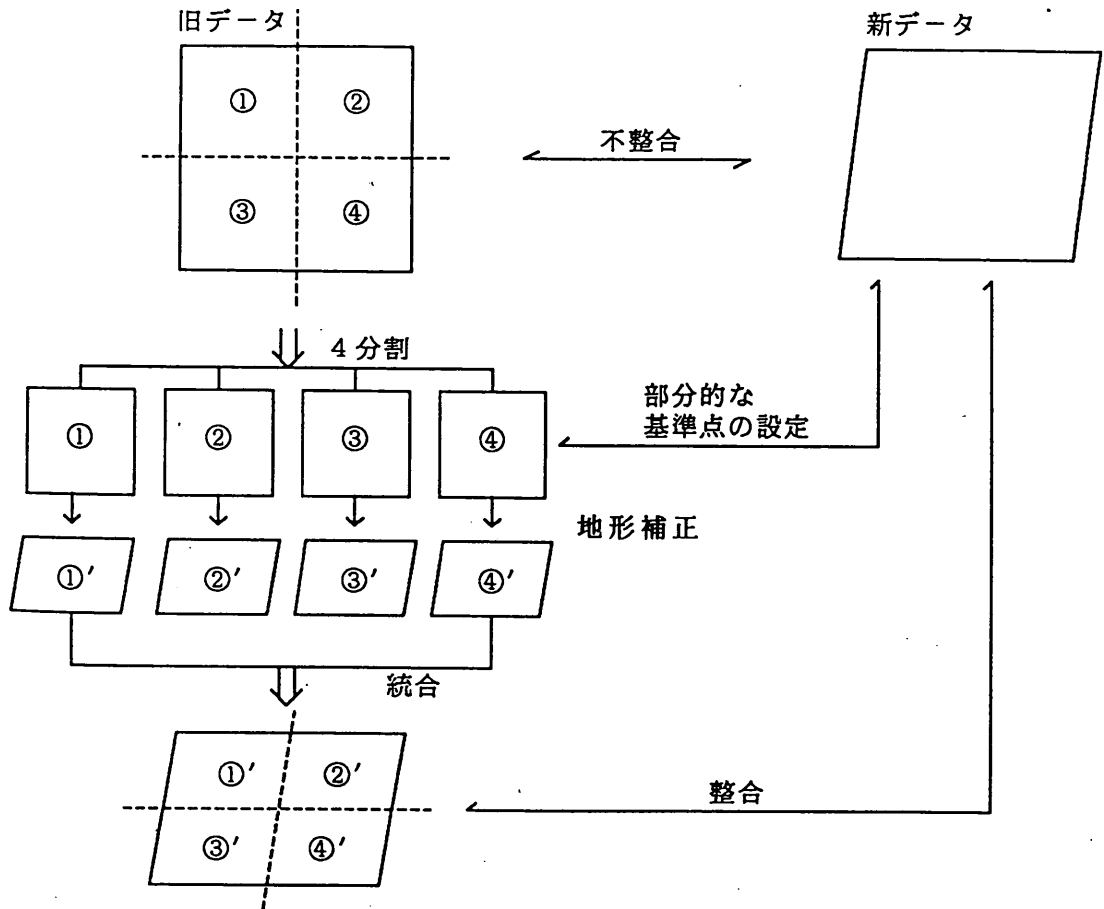 旧データ
新データ
① ②
不整合
③ ④
4分割
部分的な
基準点の設定
① ② ③ ④
地形補正
①′ ②′ ③′ ④′
統合
①′ ②′
整合
③′ ④′